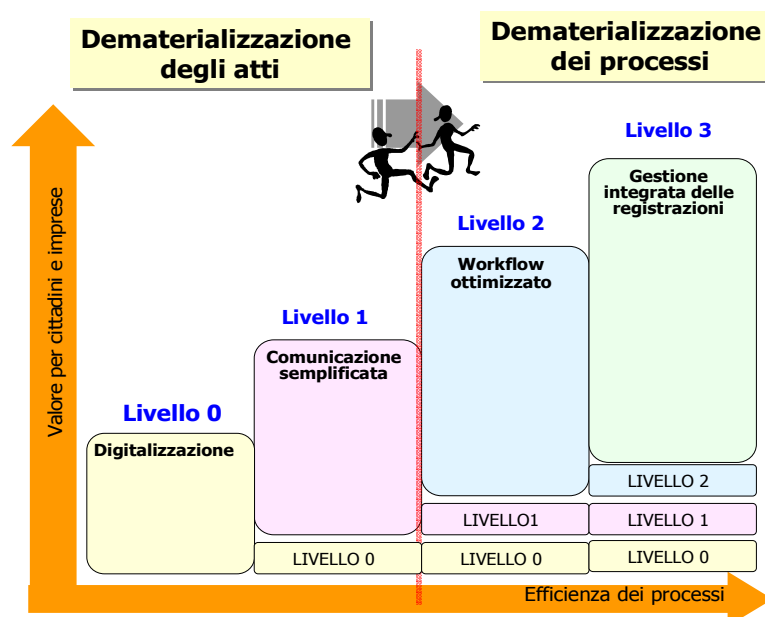 Dematerializzazione
degli atti
Dematerializzazione
dei processi
Livello 3
Gestione
integrata delle
registrazioni
Livello 2
Workflow
ottimizzato
Livello 1
Comunicazione
semplificata
Livello 0
Digitalizzazione
Valore per cittadini e imprese
LIVELLO 2
LIVELLO1
LIVELLO 1
LIVELLO 0
LIVELLO 0
LIVELLO 0
Efficienza dei processi